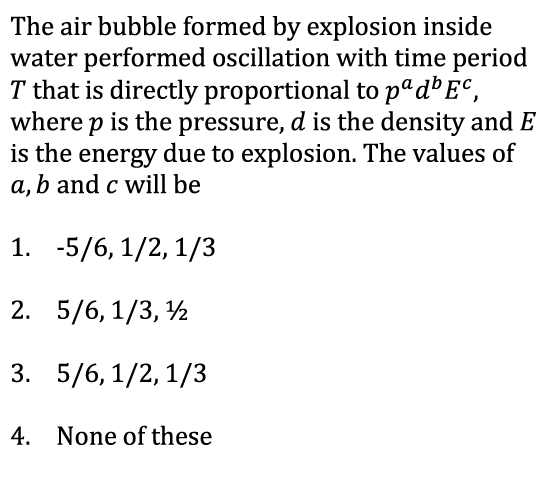 The air bubble formed by explosion inside
water performed oscillation with time period
T that is directly proportional to pᵃdᵇEᶜ,
where p is the pressure, d is the density and E
is the energy due to explosion. The values of
a, b and c will be
1. -5/6, 1/2, 1/3
2. 5/6, 1/3, ½
3. 5/6, 1/2, 1/3
4. None of these